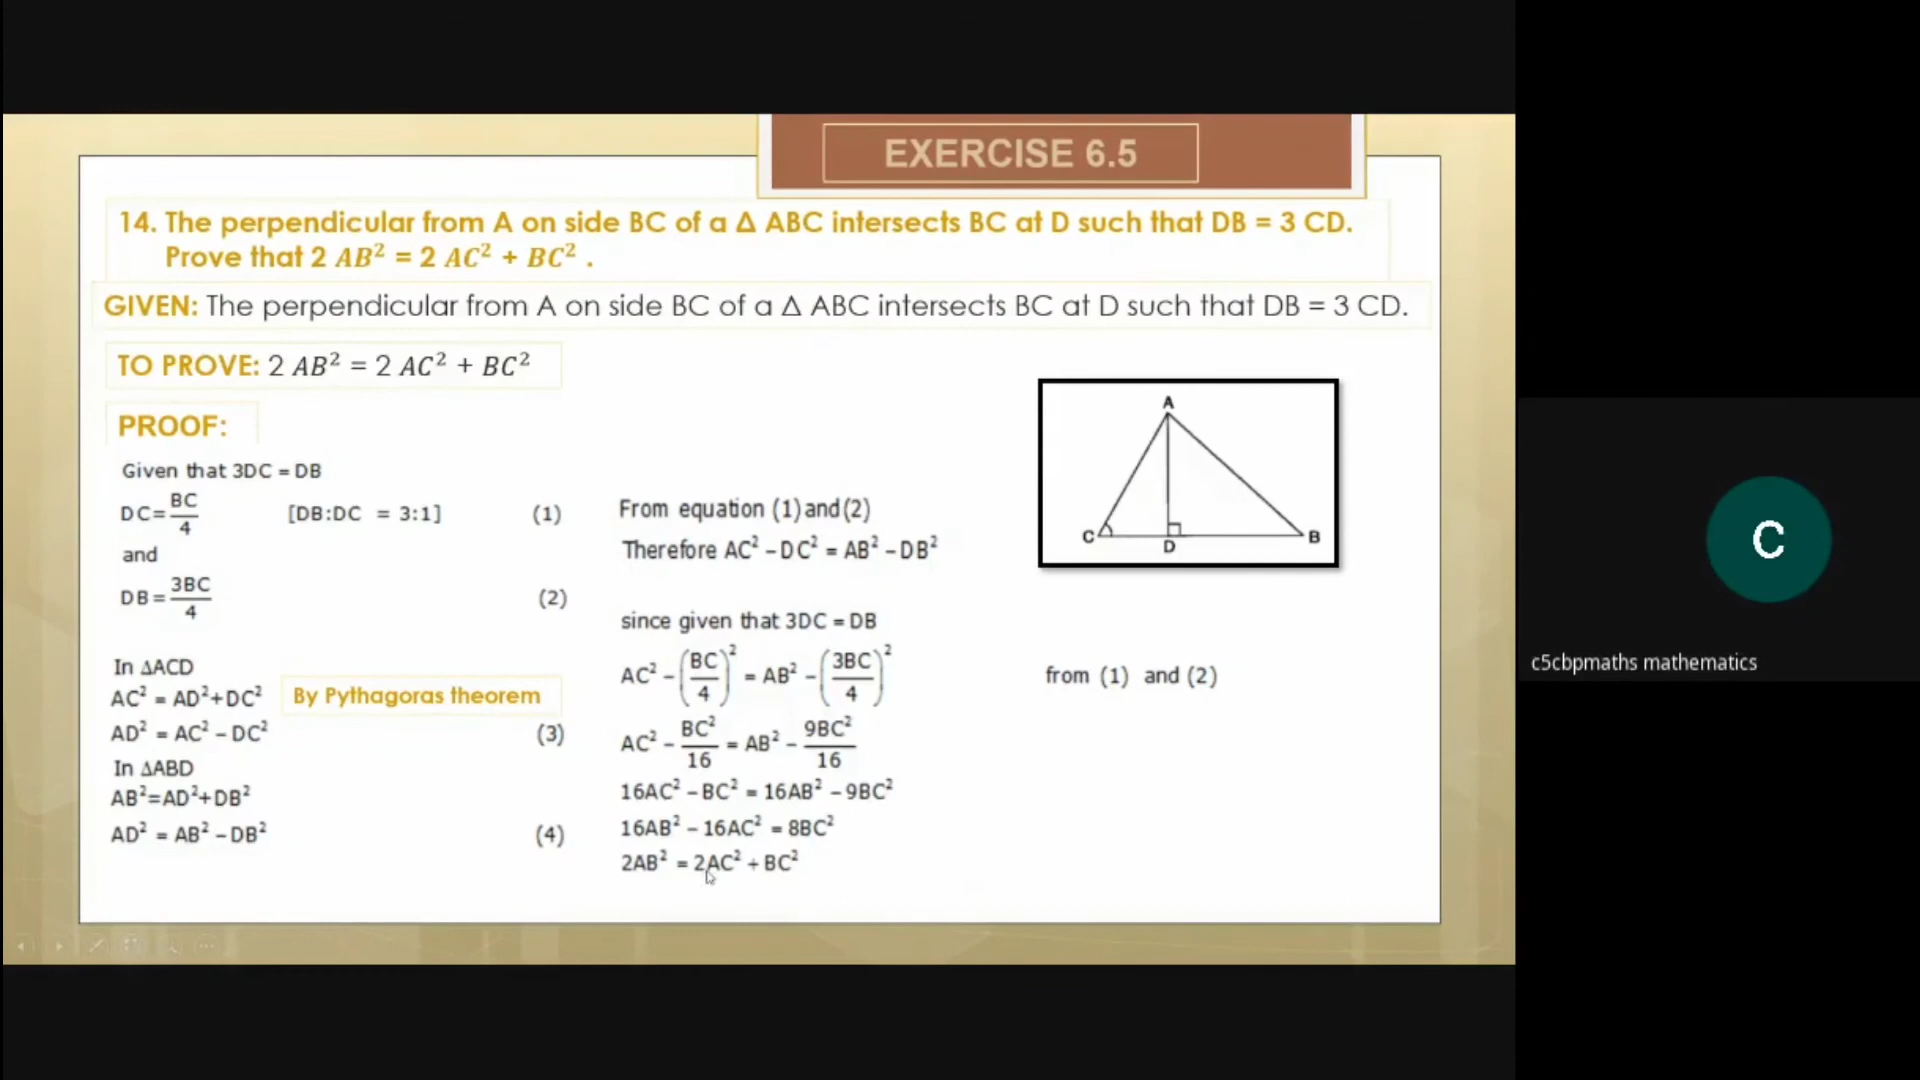 EXERCISE 6.5
14. The perpendicular from A on side BC of a Δ ABC intersects BC at D such that DB = 3 CD.
Prove that 2 AB² = 2 AC² + BC² .
GIVEN: The perpendicular from A on side BC of a Δ ABC intersects BC at D such that DB = 3 CD.
TO PROVE: 2 AB² = 2 AC² + BC²
PROOF:
Given that 3DC = DB
DC = BC/4 [DB:DC = 3:1] (1)
and
DB = 3BC/4 (2)
In ΔACD
AC² = AD²+DC² By Pythagoras theorem
AD² = AC² – DC² (3)
In ΔABD
AB²=AD²+DB²
AD² = AB² – DB² (4)
From equation (1) and (2)
Therefore AC² – DC² = AB² – DB²
since given that 3DC = DB
AC² – (BC/4)² = AB² – (3BC/4)² from (1) and (2)
AC² – BC²/16 = AB² – 9BC²/16
16AC² – BC² = 16AB² – 9BC²
16AB² – 16AC² = 8BC²
2AB² = 2AC² + BC²
A
C
D
B
C
c5cbpmaths mathematics